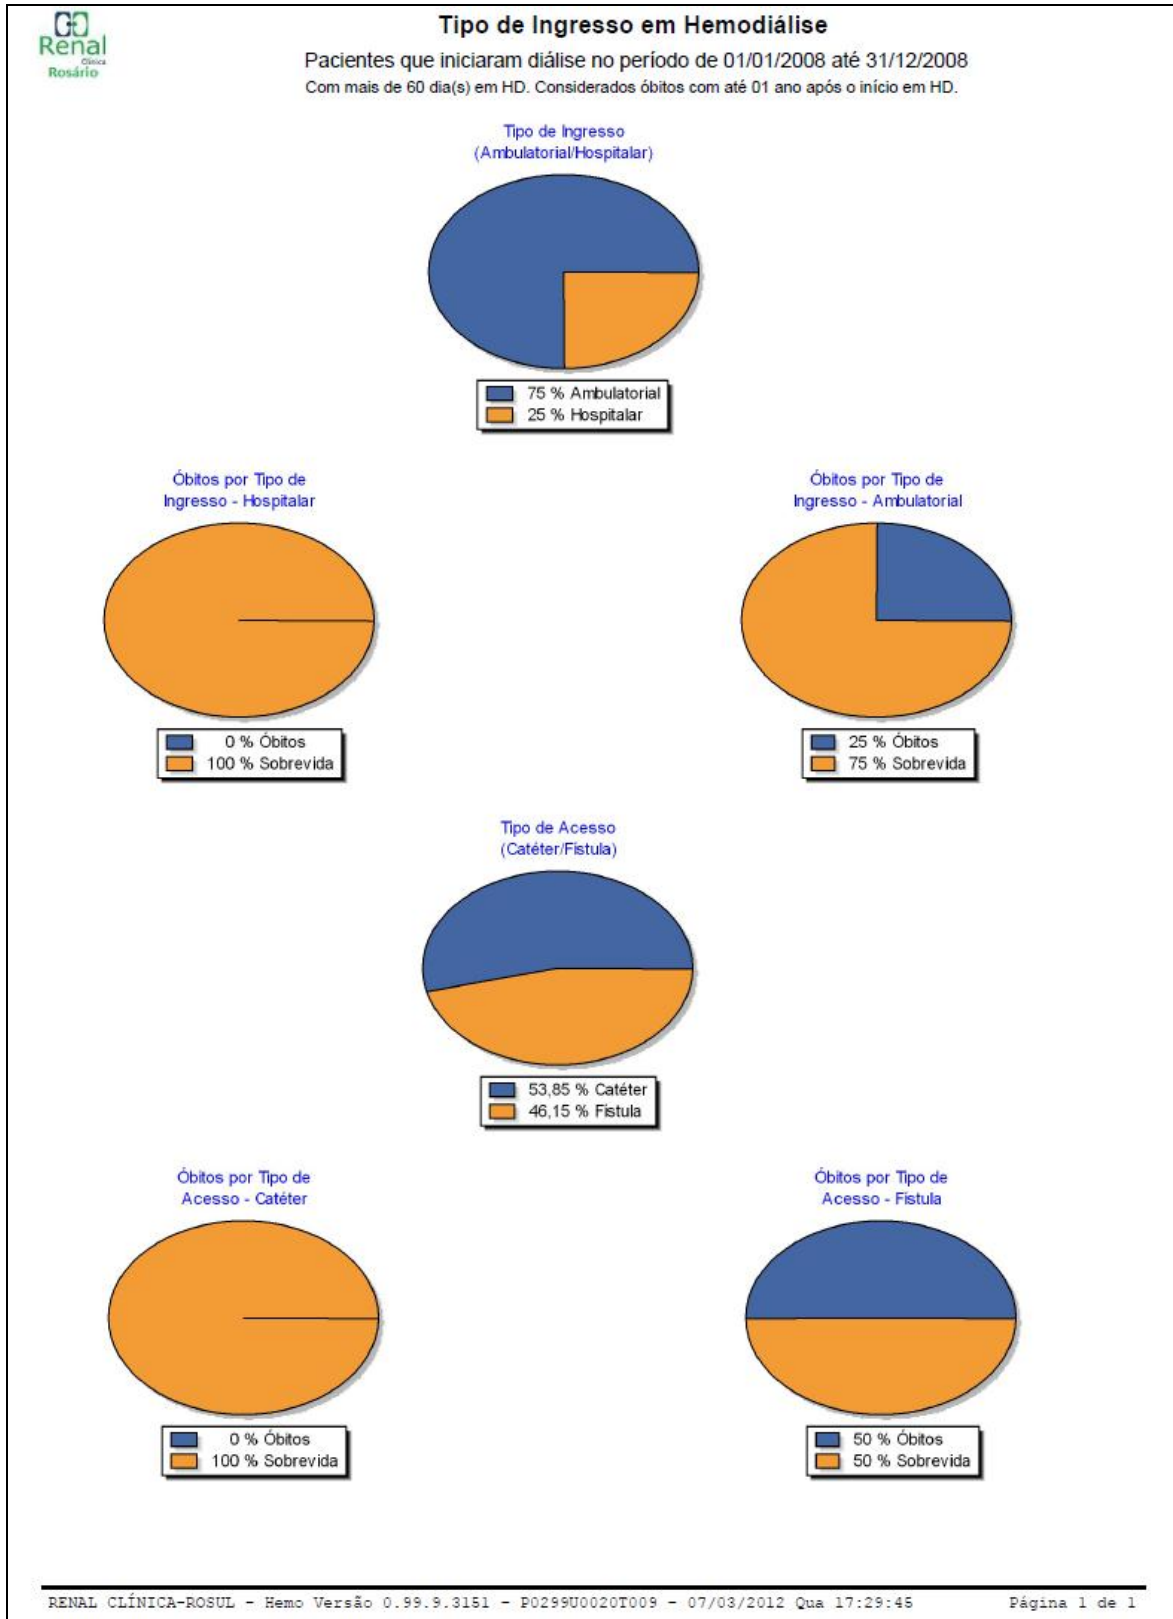 Renal
Clínica
Rosário
Tipo de Ingresso em Hemodiálise
Pacientes que iniciaram diálise no período de 01/01/2008 até 31/12/2008
Com mais de 60 dia(s) em HD. Considerados óbitos com até 01 ano após o início em HD.
Tipo de Ingresso
(Ambulatorial/Hospitalar)
75 % Ambulatorial
25 % Hospitalar
Óbitos por Tipo de
Ingresso - Hospitalar
0 % Óbitos
100 % Sobrevida
Óbitos por Tipo de
Ingresso - Ambulatorial
25 % Óbitos
75 % Sobrevida
Tipo de Acesso
(Catéter/Fístula)
53,85 % Catéter
46,15 % Fístula
Óbitos por Tipo de
Acesso - Catéter
0 % Óbitos
100 % Sobrevida
Óbitos por Tipo de
Acesso - Fístula
50 % Óbitos
50 % Sobrevida
RENAL CLÍNICA-ROSUL - Hemo Versão 0.99.9.3151 - P0299U0020T009 - 07/03/2012 Qua 17:29:45 Página 1 de 1